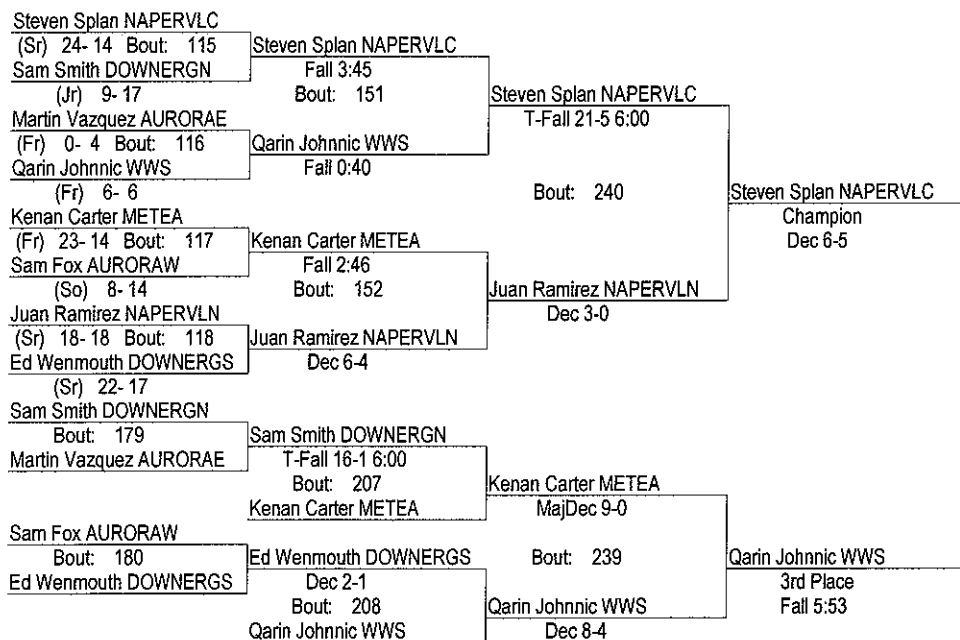 Steven Splan NAPERVLC
(Sr) 24- 14 Bout: 115
Sam Smith DOWNERGN
(Jr) 9- 17
Martin Vazquez AURORAE
(Fr) 0- 4 Bout: 116
Qarin Johnnic WWS
(Fr) 6- 6
Kenan Carter METEA
(Fr) 23- 14 Bout: 117
Sam Fox AURORAW
(So) 8- 14
Juan Ramirez NAPERVLN
(Sr) 18- 18 Bout: 118
Ed Wenmouth DOWNERGS
(Sr) 22- 17
Steven Splan NAPERVLC
Fall 3:45
Bout: 151
Qarin Johnnic WWS
Fall 0:40
Kenan Carter METEA
Fall 2:46
Bout: 152
Juan Ramirez NAPERVLN
Dec 6-4
Steven Splan NAPERVLC
T-Fall 21-5 6:00
Bout: 240
Juan Ramirez NAPERVLN
Dec 3-0
Steven Splan NAPERVLC
Champion
Dec 6-5
Sam Smith DOWNERGN
Bout: 179
Martin Vazquez AURORAE
Sam Fox AURORAW
Bout: 180
Ed Wenmouth DOWNERGS
Sam Smith DOWNERGN
T-Fall 16-1 6:00
Bout: 207
Kenan Carter METEA
Ed Wenmouth DOWNERGS
Dec 2-1
Bout: 208
Qarin Johnnic WWS
Kenan Carter METEA
MajDec 9-0
Bout: 239
Qarin Johnnic WWS
Dec 8-4
Qarin Johnnic WWS
3rd Place
Fall 5:53